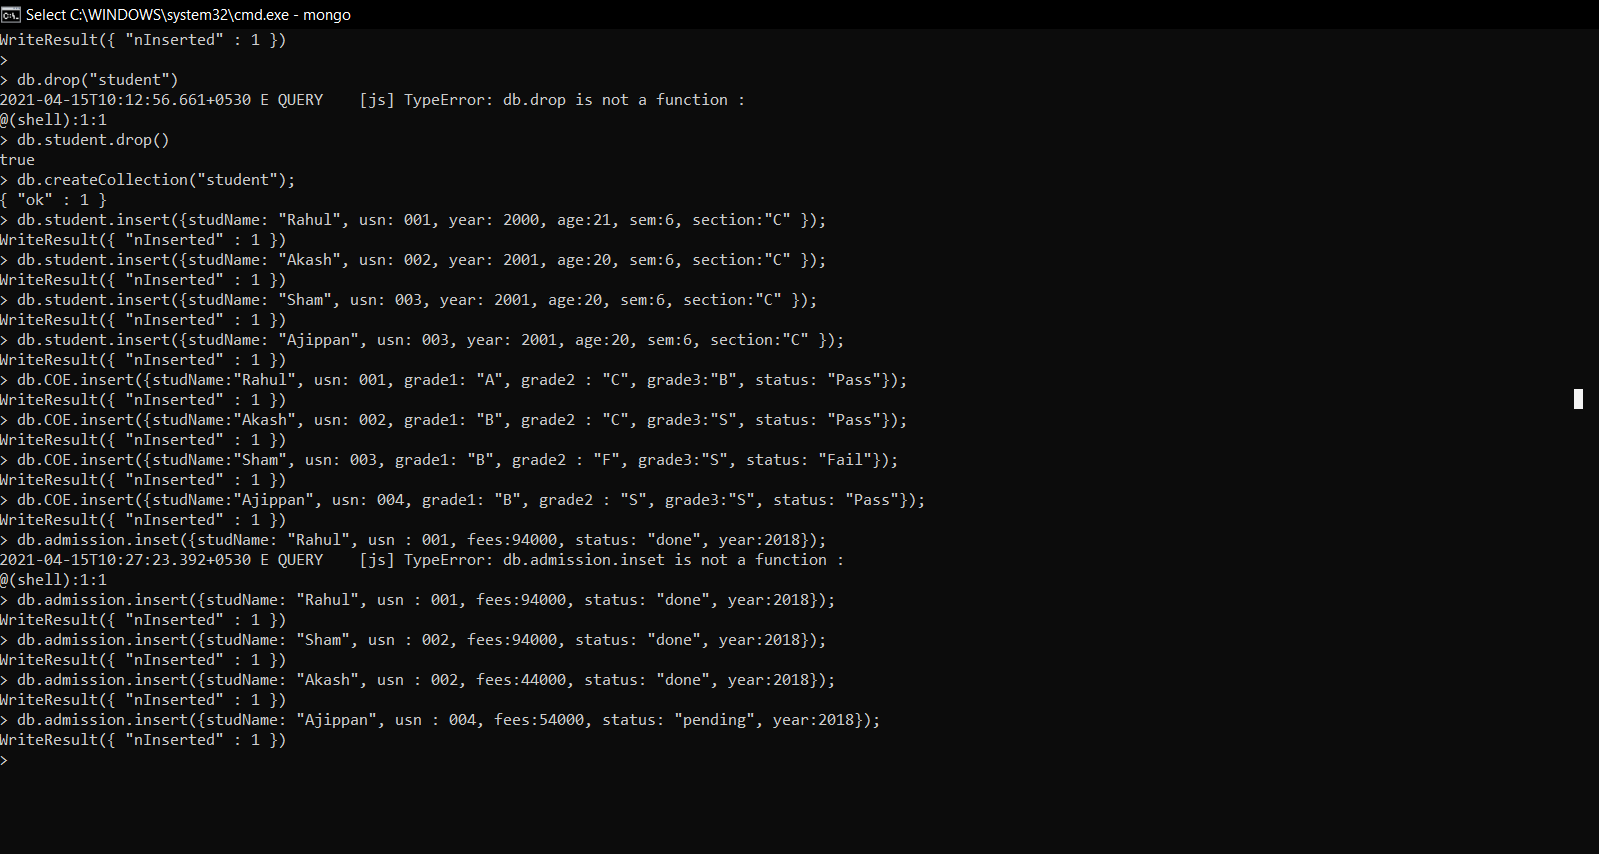 Select C:\WINDOWS\system32\cmd.exe - mongo
WriteResult({ "nInserted" : 1 })
>
> db.drop("student")
2021-04-15T10:12:56.661+0530 E QUERY    [js] TypeError: db.drop is not a function :
@(shell):1:1
> db.student.drop()
true
> db.createCollection("student");
{ "ok" : 1 }
> db.student.insert({studName: "Rahul", usn: 001, year: 2000, age:21, sem:6, section:"C" });
WriteResult({ "nInserted" : 1 })
> db.student.insert({studName: "Akash", usn: 002, year: 2001, age:20, sem:6, section:"C" });
WriteResult({ "nInserted" : 1 })
> db.student.insert({studName: "Sham", usn: 003, year: 2001, age:20, sem:6, section:"C" });
WriteResult({ "nInserted" : 1 })
> db.student.insert({studName: "Ajippan", usn: 003, year: 2001, age:20, sem:6, section:"C" });
WriteResult({ "nInserted" : 1 })
> db.COE.insert({studName:"Rahul", usn: 001, grade1: "A", grade2 : "C", grade3:"B", status: "Pass"});
WriteResult({ "nInserted" : 1 })
> db.COE.insert({studName:"Akash", usn: 002, grade1: "B", grade2 : "C", grade3:"S", status: "Pass"});
WriteResult({ "nInserted" : 1 })
> db.COE.insert({studName:"Sham", usn: 003, grade1: "B", grade2 : "F", grade3:"S", status: "Fail"});
WriteResult({ "nInserted" : 1 })
> db.COE.insert({studName:"Ajippan", usn: 004, grade1: "B", grade2 : "S", grade3:"S", status: "Pass"});
WriteResult({ "nInserted" : 1 })
> db.admission.inset({studName: "Rahul", usn : 001, fees:94000, status: "done", year:2018});
2021-04-15T10:27:23.392+0530 E QUERY    [js] TypeError: db.admission.inset is not a function :
@(shell):1:1
> db.admission.insert({studName: "Rahul", usn : 001, fees:94000, status: "done", year:2018});
WriteResult({ "nInserted" : 1 })
> db.admission.insert({studName: "Sham", usn : 002, fees:94000, status: "done", year:2018});
WriteResult({ "nInserted" : 1 })
> db.admission.insert({studName: "Akash", usn : 002, fees:44000, status: "done", year:2018});
WriteResult({ "nInserted" : 1 })
> db.admission.insert({studName: "Ajippan", usn : 004, fees:54000, status: "pending", year:2018});
WriteResult({ "nInserted" : 1 })
>